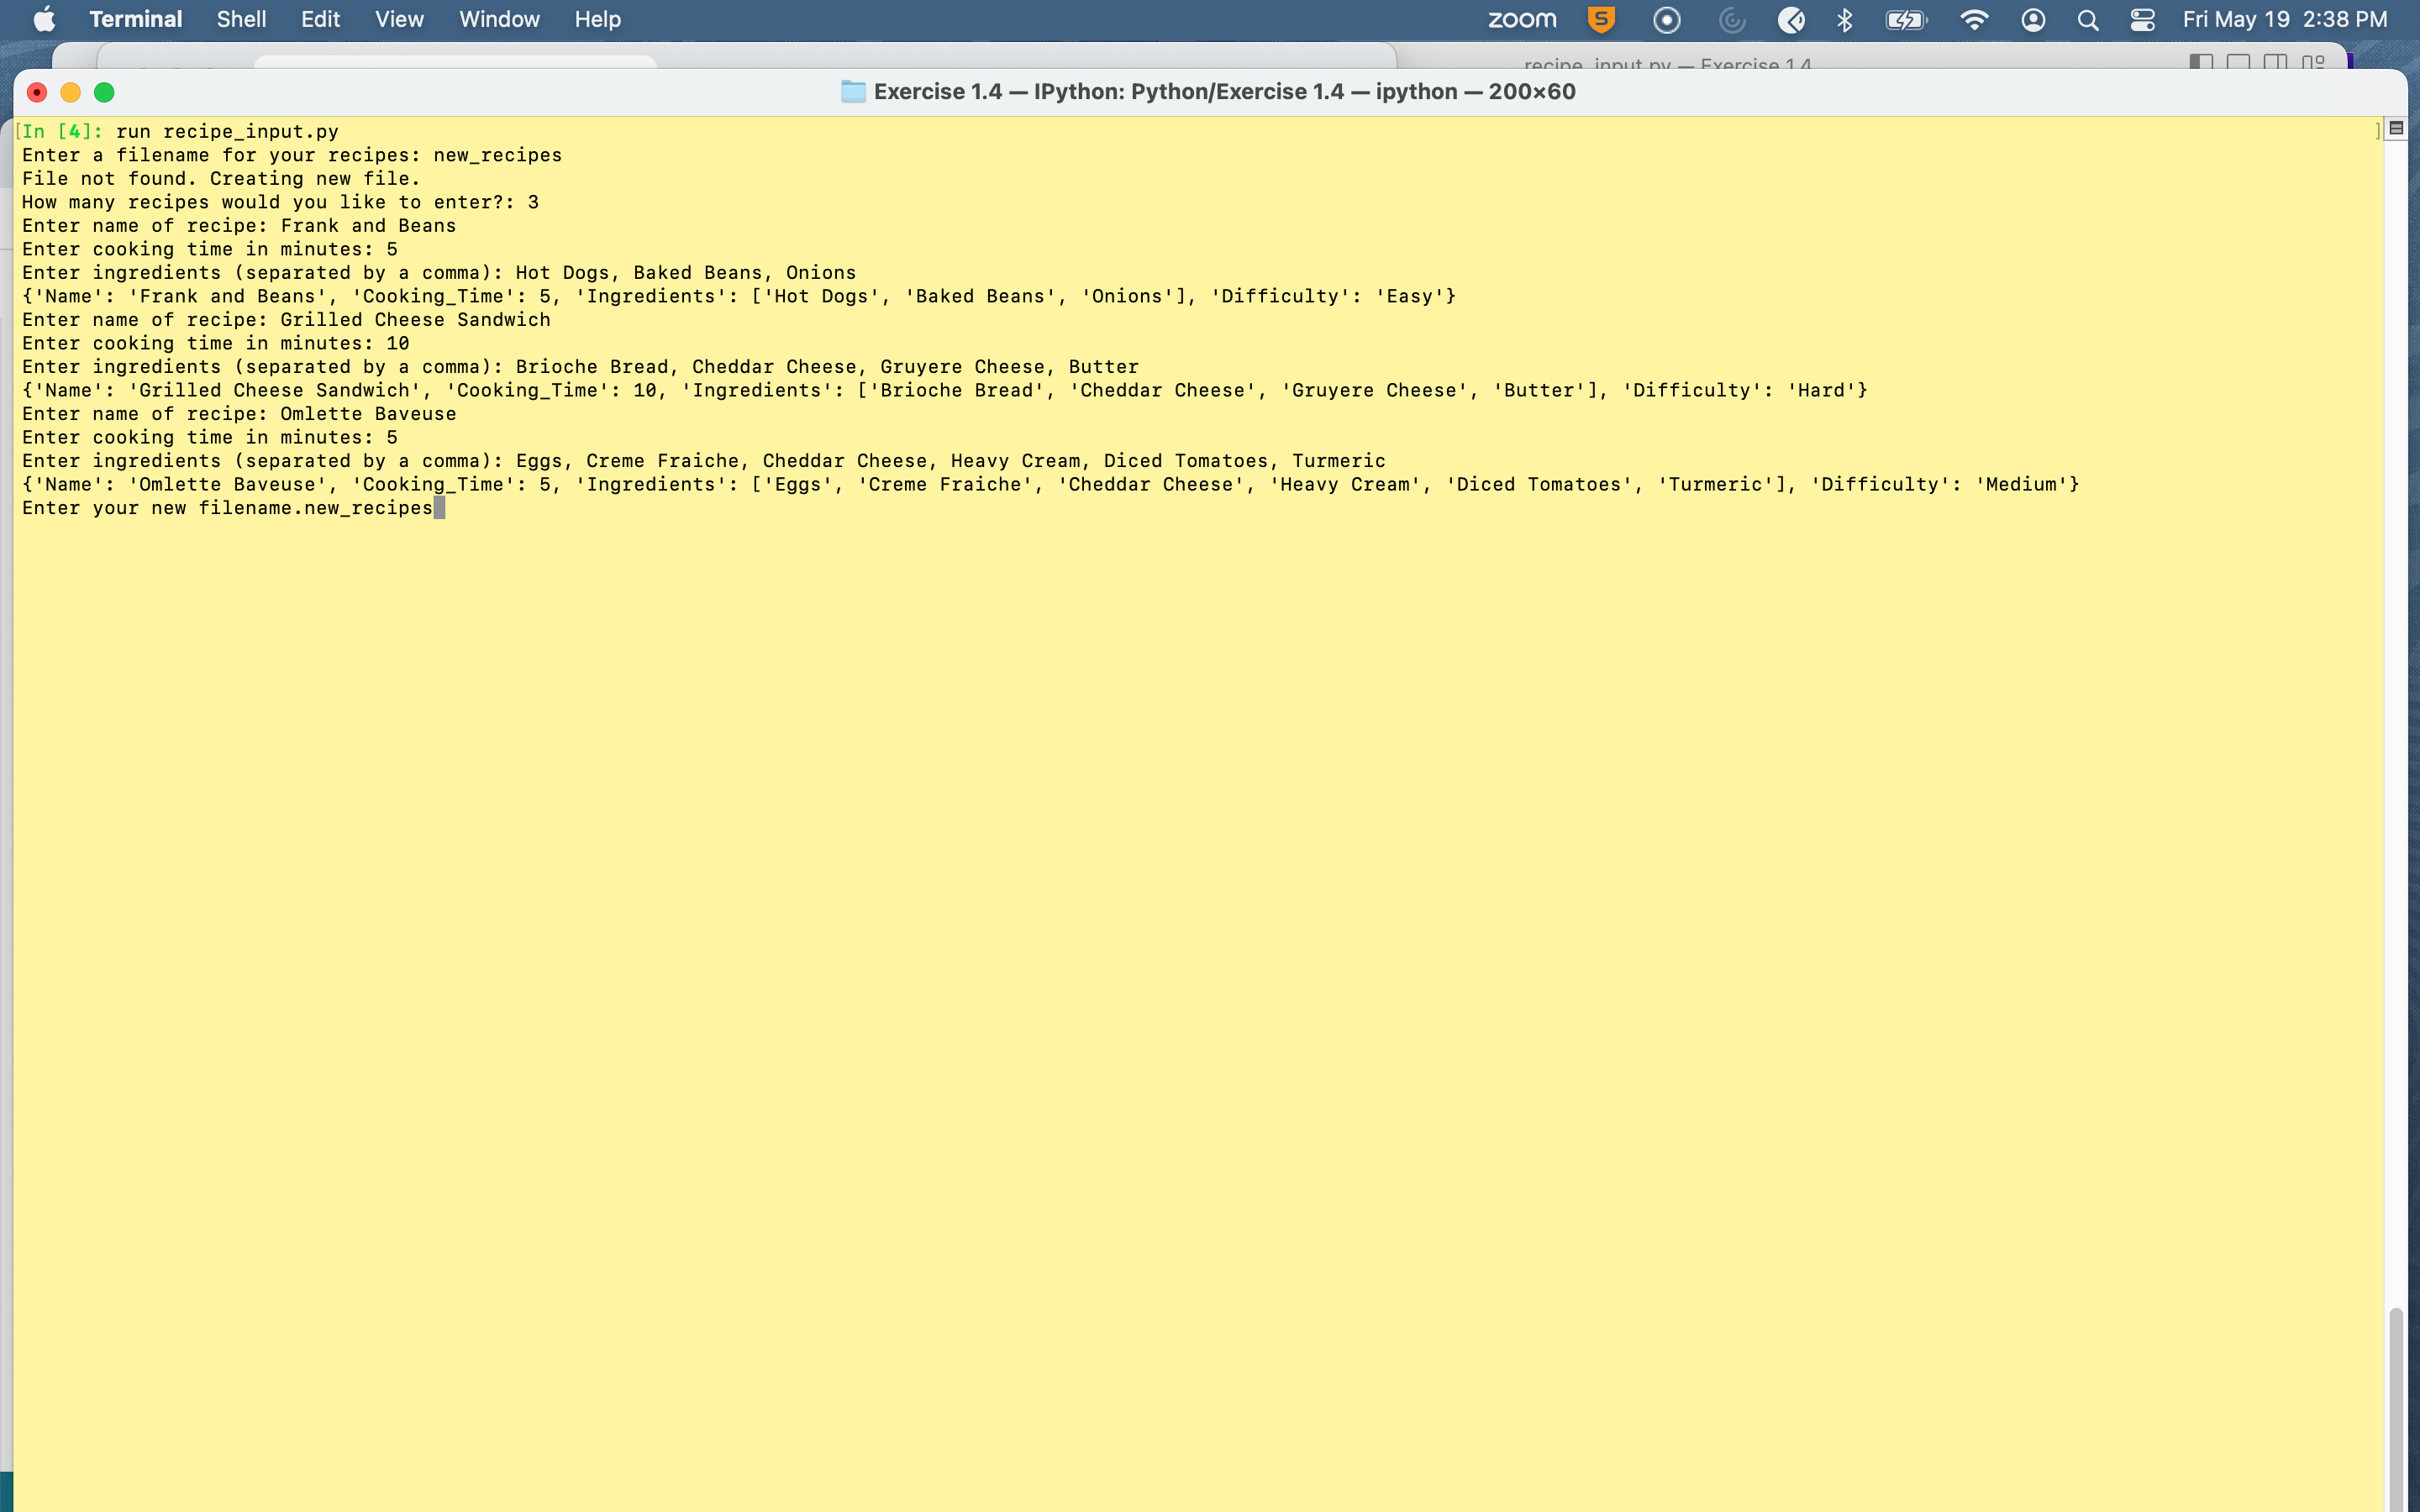 Terminal Shell Edit View Window Help zoom S Fri May 19 2:38 PM
recipe_input.py — Exercise 1.4
Exercise 1.4 — IPython: Python/Exercise 1.4 — ipython — 200×60
[In [4]: run recipe_input.py ]
Enter a filename for your recipes: new_recipes
File not found. Creating new file.
How many recipes would you like to enter?: 3
Enter name of recipe: Frank and Beans
Enter cooking time in minutes: 5
Enter ingredients (separated by a comma): Hot Dogs, Baked Beans, Onions
{'Name': 'Frank and Beans', 'Cooking_Time': 5, 'Ingredients': ['Hot Dogs', 'Baked Beans', 'Onions'], 'Difficulty': 'Easy'}
Enter name of recipe: Grilled Cheese Sandwich
Enter cooking time in minutes: 10
Enter ingredients (separated by a comma): Brioche Bread, Cheddar Cheese, Gruyere Cheese, Butter
{'Name': 'Grilled Cheese Sandwich', 'Cooking_Time': 10, 'Ingredients': ['Brioche Bread', 'Cheddar Cheese', 'Gruyere Cheese', 'Butter'], 'Difficulty': 'Hard'}
Enter name of recipe: Omlette Baveuse
Enter cooking time in minutes: 5
Enter ingredients (separated by a comma): Eggs, Creme Fraiche, Cheddar Cheese, Heavy Cream, Diced Tomatoes, Turmeric
{'Name': 'Omlette Baveuse', 'Cooking_Time': 5, 'Ingredients': ['Eggs', 'Creme Fraiche', 'Cheddar Cheese', 'Heavy Cream', 'Diced Tomatoes', 'Turmeric'], 'Difficulty': 'Medium'}
Enter your new filename.new_recipes